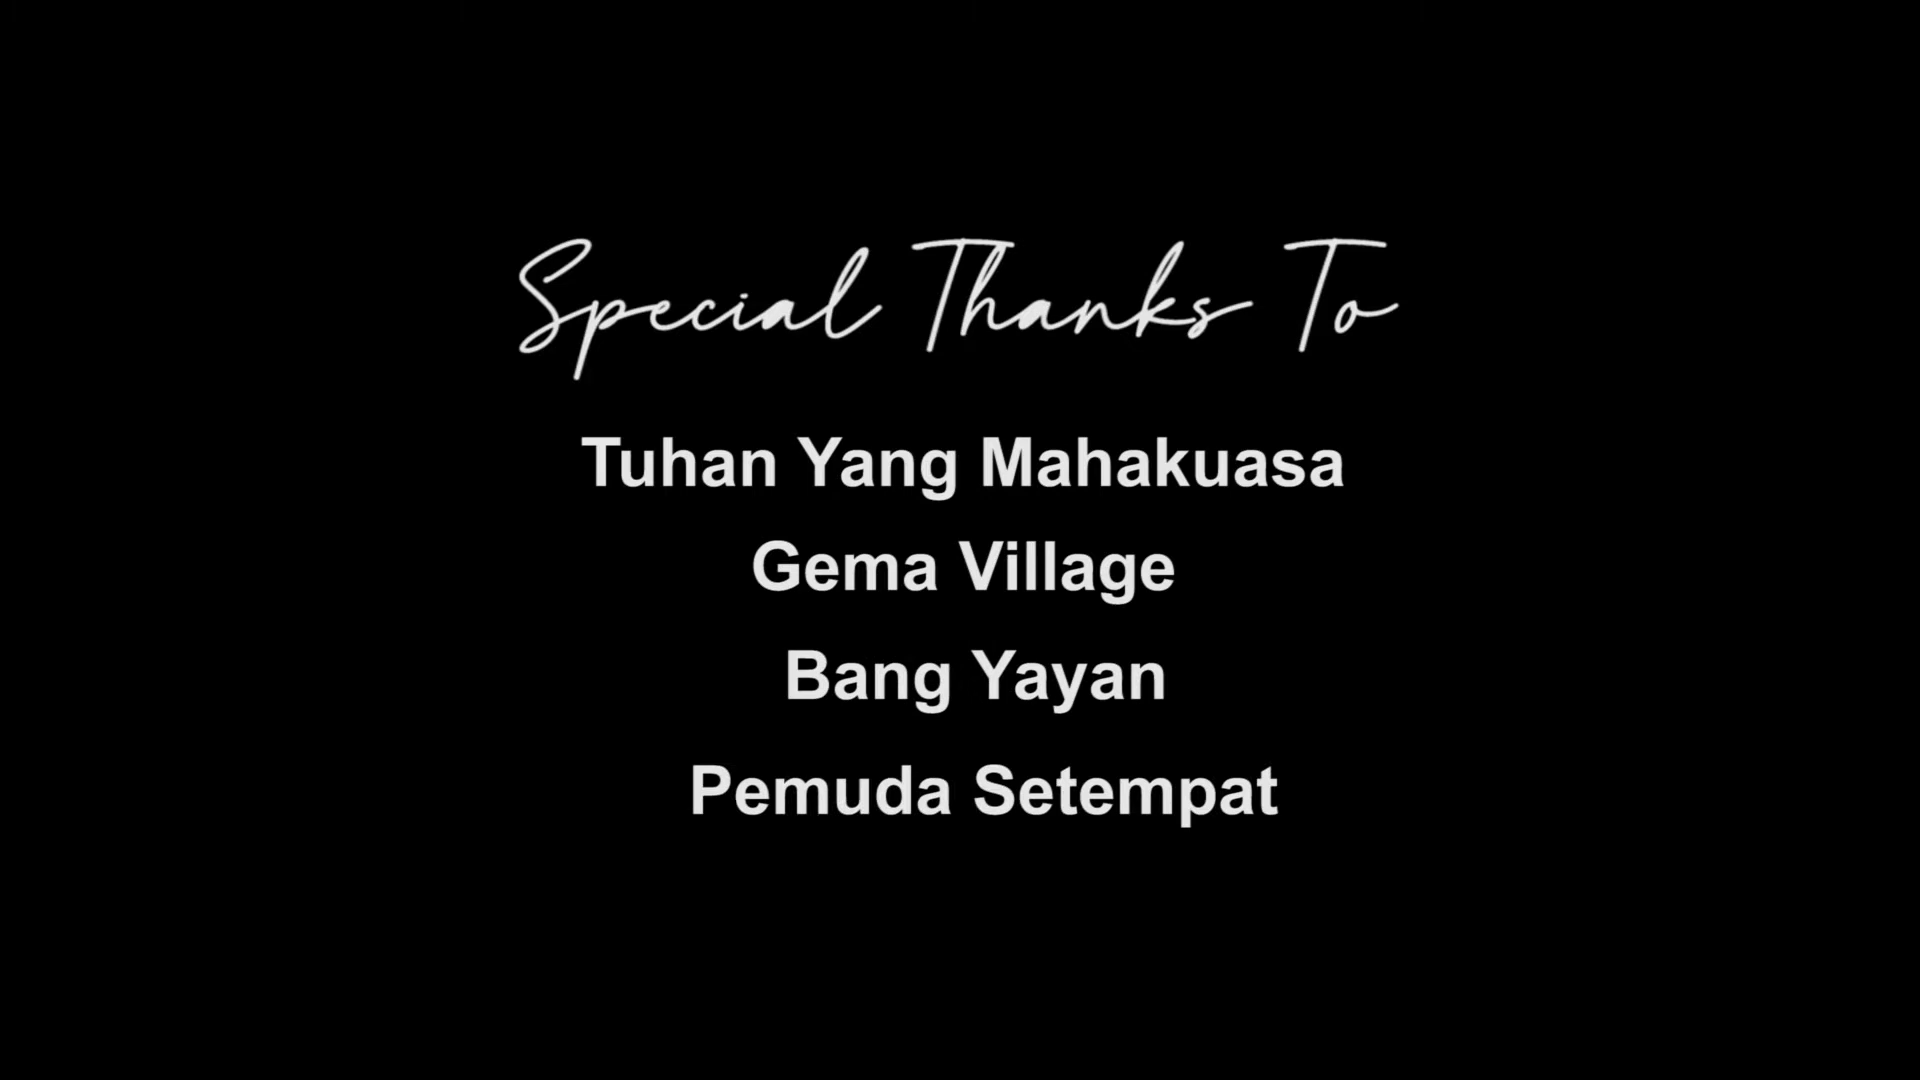 Special Thanks To
Tuhan Yang Mahakuasa
Gema Village
Bang Yayan
Pemuda Setempat